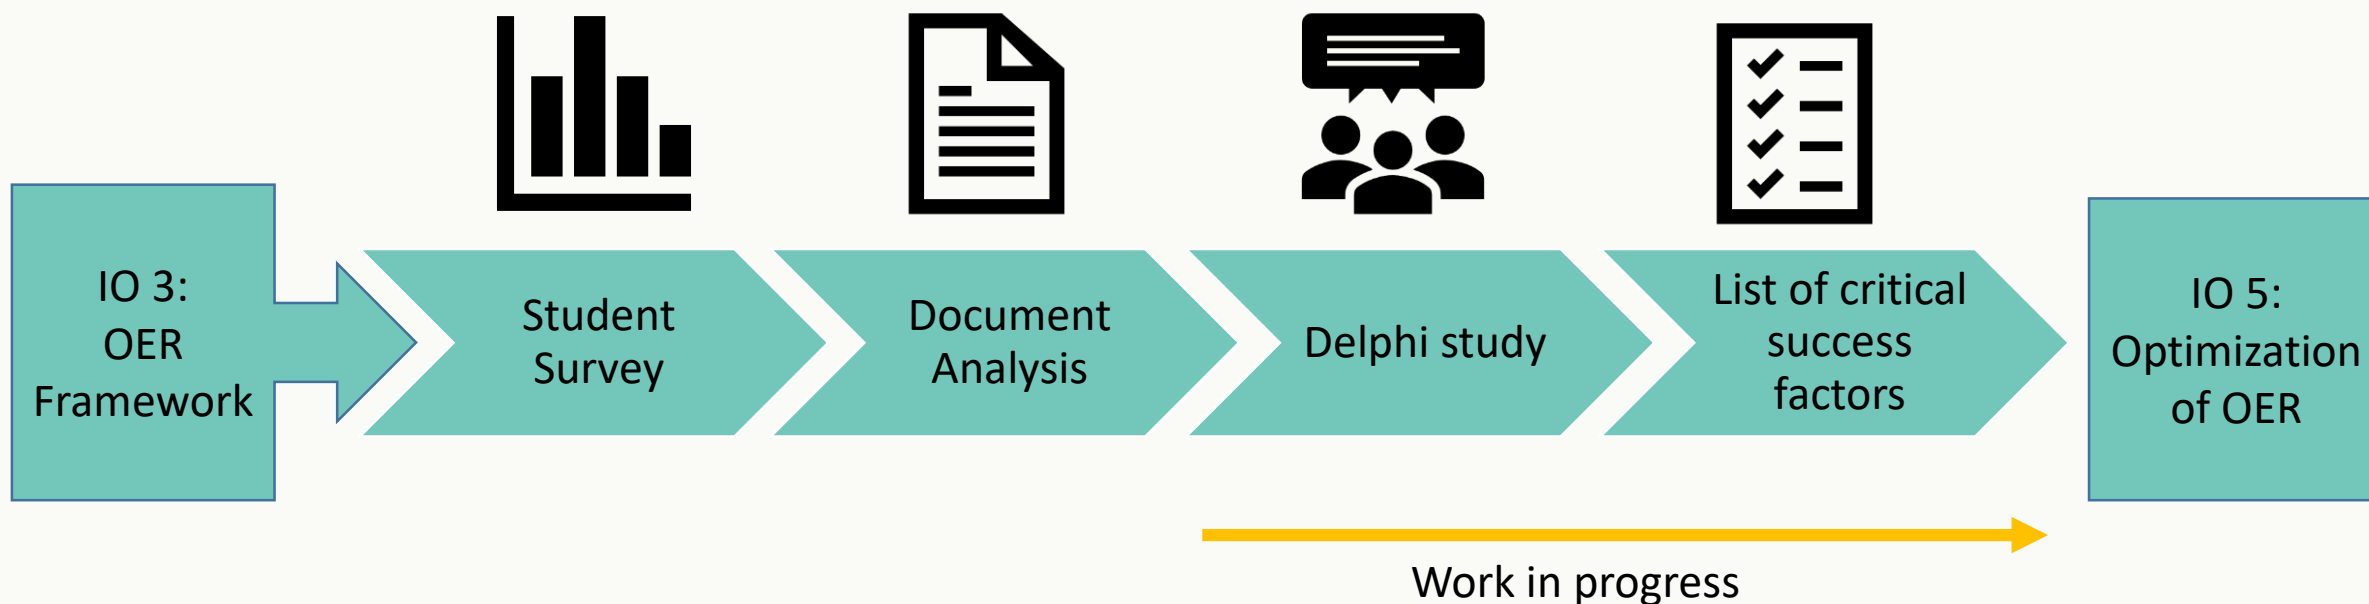 IO 3:
OER
Framework
Student
Survey
Document
Analysis
Delphi study
List of critical
success
factors
IO 5:
Optimization
of OER
Work in progress